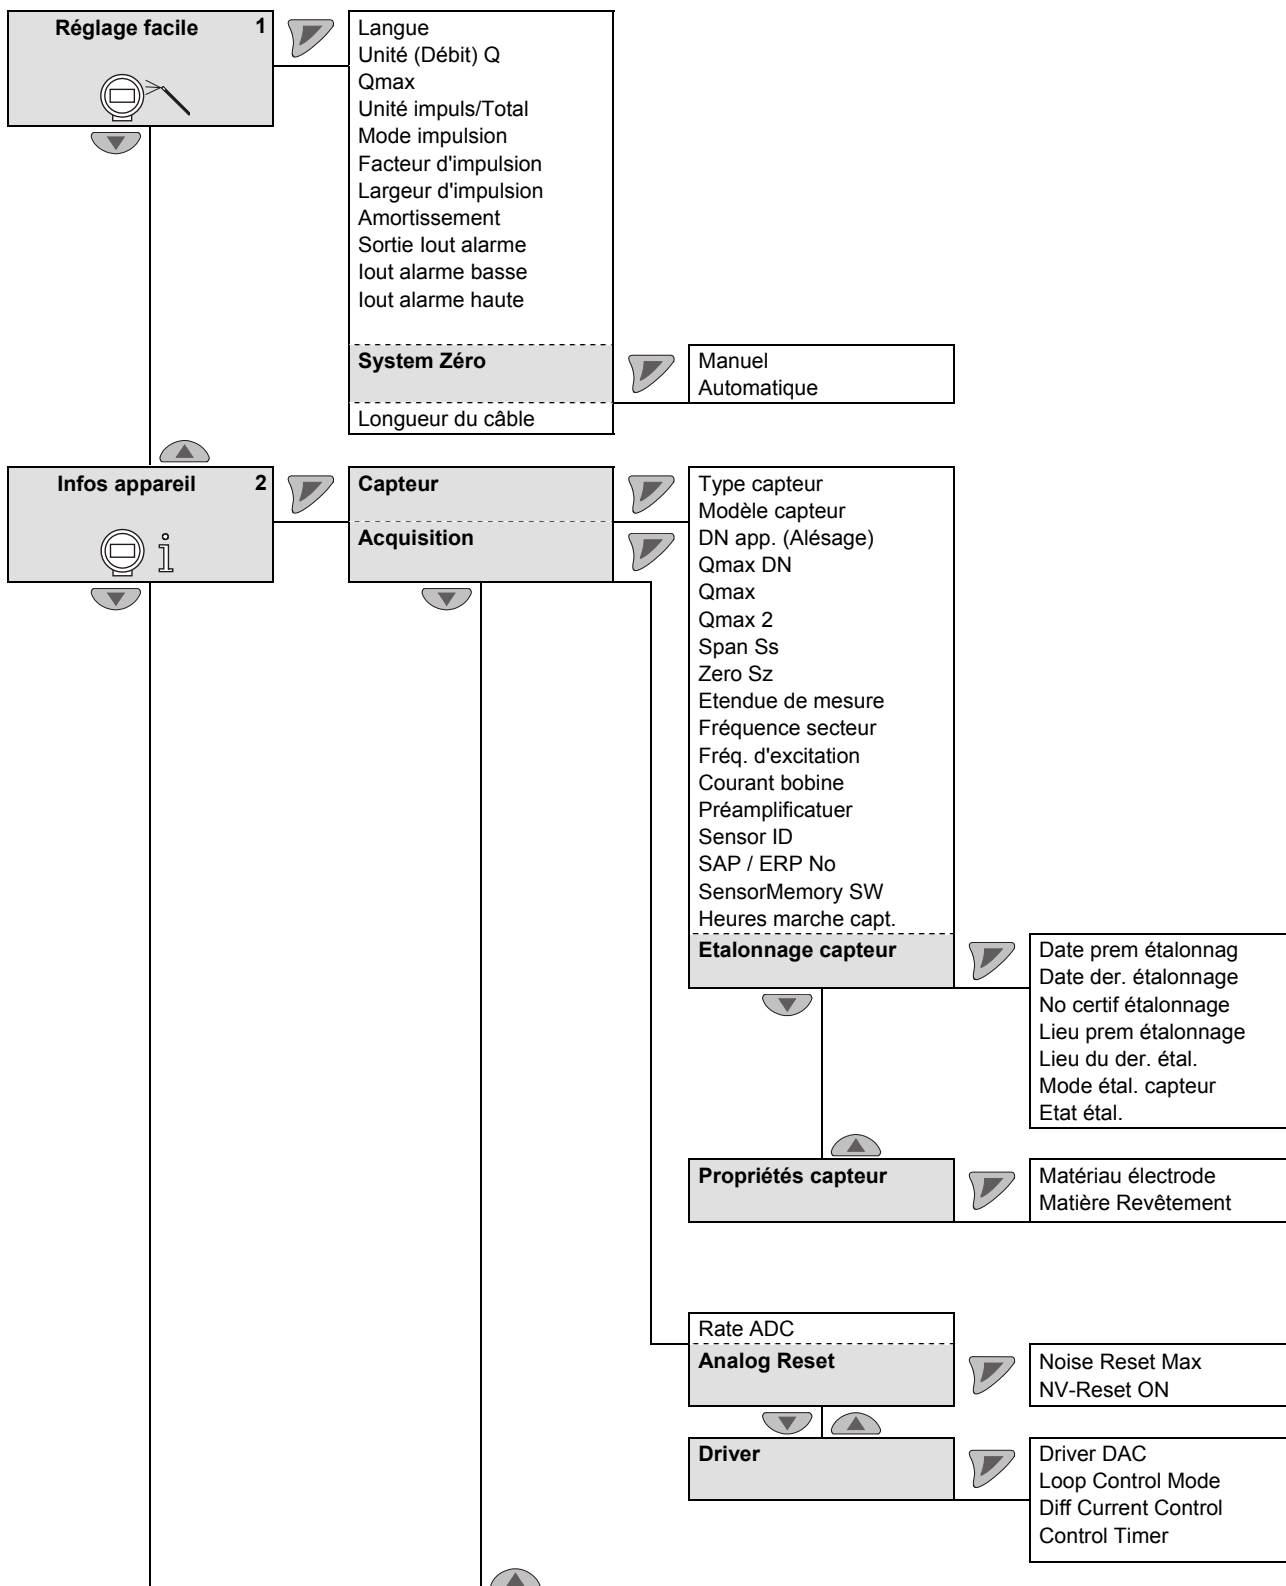 Réglage facile 1
Langue
Unité (Débit) Q
Qmax
Unité impuls/Total
Mode impulsion
Facteur d'impulsion
Largeur d'impulsion
Amortissement
Sortie Iout alarme
Iout alarme basse
Iout alarme haute
System Zéro
Manuel
Automatique
Longueur du câble
Infos appareil 2
i
Capteur
Acquisition
Type capteur
Modèle capteur
DN app. (Alésage)
Qmax DN
Qmax
Qmax 2
Span Ss
Zero Sz
Etendue de mesure
Fréquence secteur
Fréq. d'excitation
Courant bobine
Préamplificatuer
Sensor ID
SAP / ERP No
SensorMemory SW
Heures marche capt.
Etalonnage capteur
Date prem étalonnag
Date der. étalonnage
No certif étalonnage
Lieu prem étalonnage
Lieu du der. étal.
Mode étal. capteur
Etat étal.
Propriétés capteur
Matériau électrode
Matière Revêtement
Rate ADC
Analog Reset
Noise Reset Max
NV-Reset ON
Driver
Driver DAC
Loop Control Mode
Diff Current Control
Control Timer